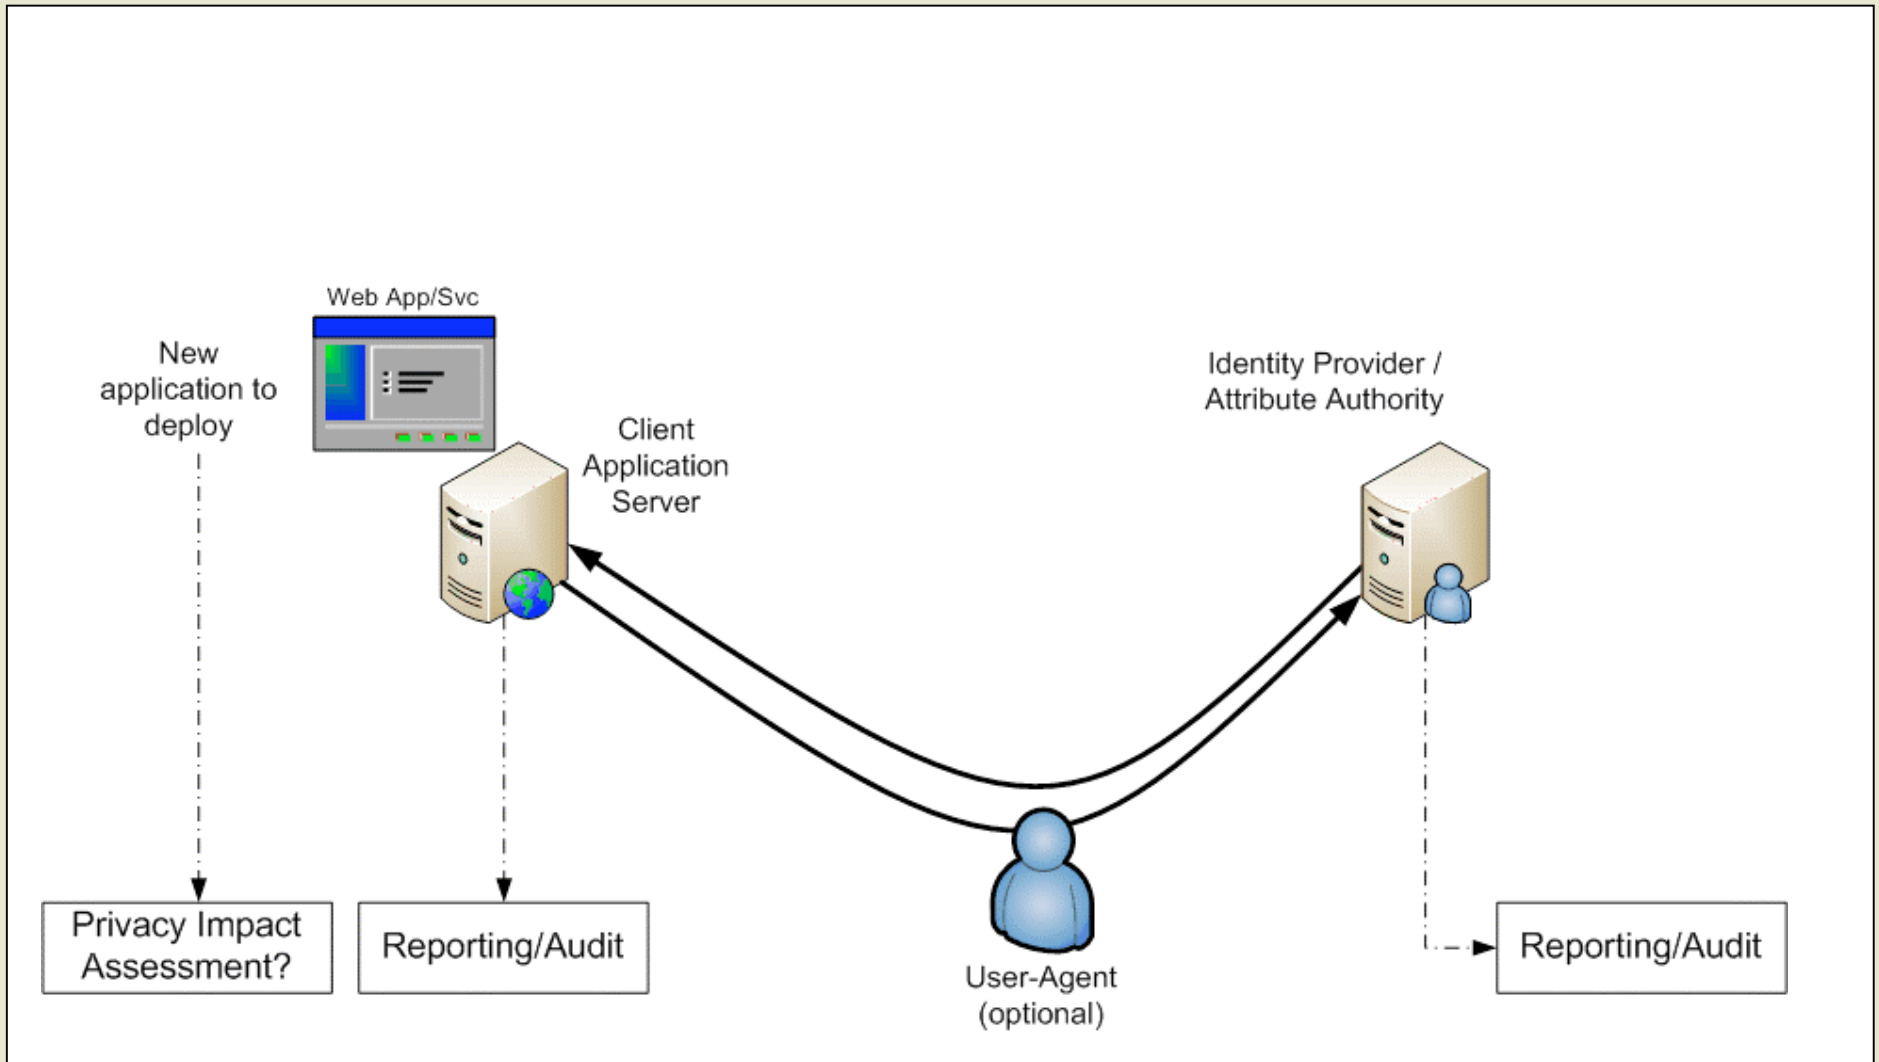 Web App/Svc
New
application to
deploy
Client
Application
Server
Identity Provider /
Attribute Authority
Privacy Impact
Assessment?
Reporting/Audit
User-Agent
(optional)
Reporting/Audit